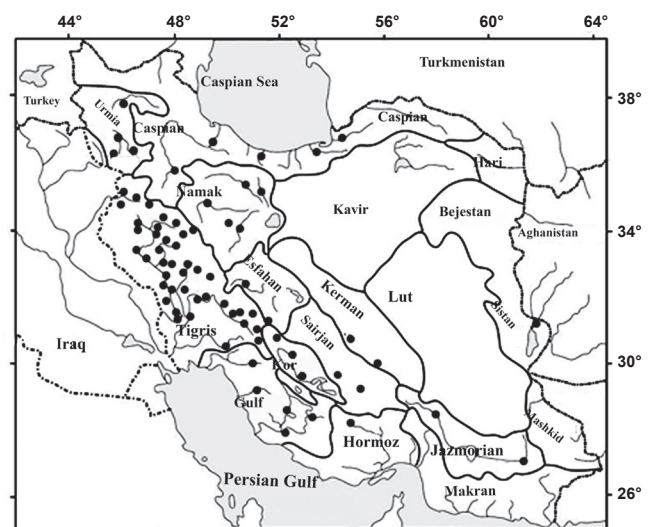 44° 48° 52° 56° 60° 64°
Turkmenistan
Caspian Sea
Turkey
Urmia
Caspian
Caspian
38°
Hari
Namak
Kavir
Bejestan
Aghanistan
34°
Esfahan
Kerman
Lut
Sistan
Sairjan
Tigris
Iraq
Kor
30°
Gulf
Hormoz
Mashkid
Jazmorian
Persian Gulf
Makran
26°